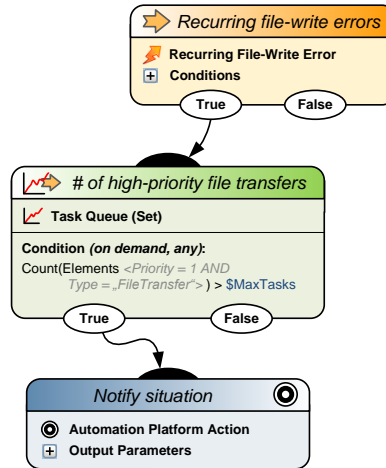 Recurring file-write errors
Recurring File-Write Error
Conditions
True
False
# of high-priority file transfers
Task Queue (Set)
Condition (on demand, any):
Count(Elements <Priority = 1 AND
Type = „FileTransfer“> ) > $MaxTasks
True
False
Notify situation
Automation Platform Action
Output Parameters